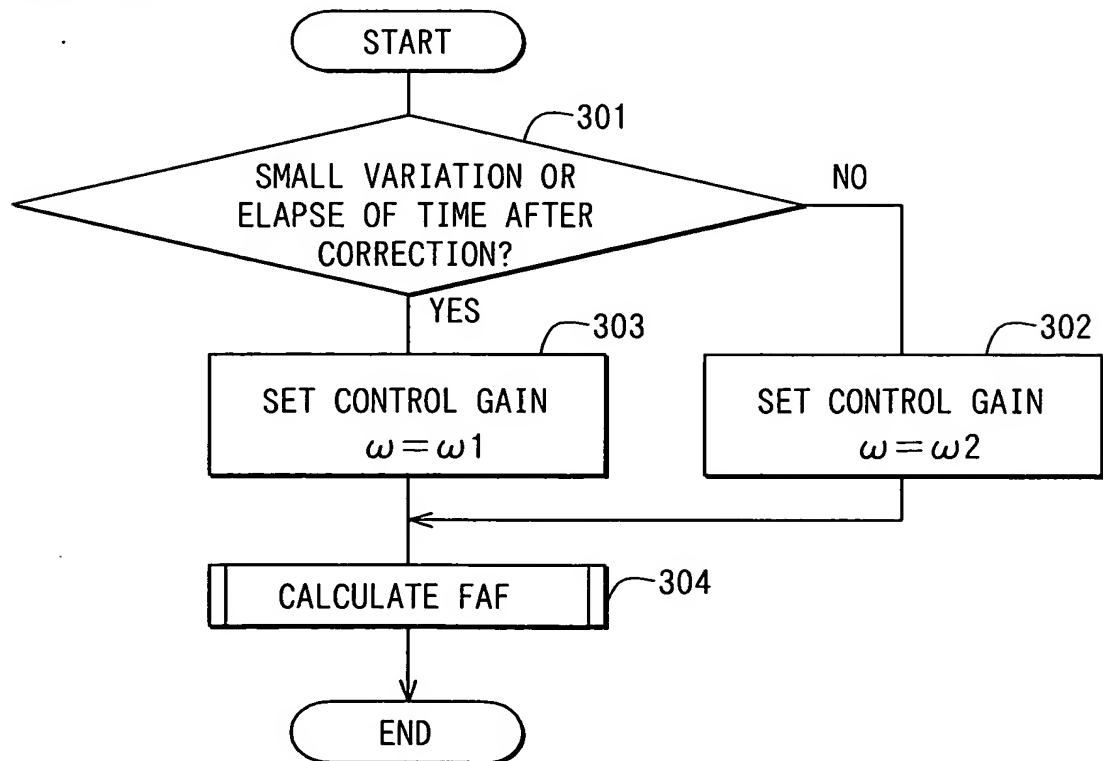 START
301
SMALL VARIATION OR
ELAPSE OF TIME AFTER
CORRECTION?
NO
YES
303
302
SET CONTROL GAIN
ω=ω1
SET CONTROL GAIN
ω=ω2
CALCULATE FAF
304
END